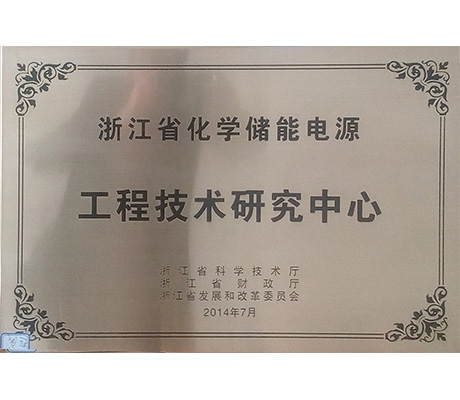 浙江省化学储能电源
工程技术研究中心
浙江省科学技术厅
浙江省财政厅
浙江省发展和改革委员会
2014年7月